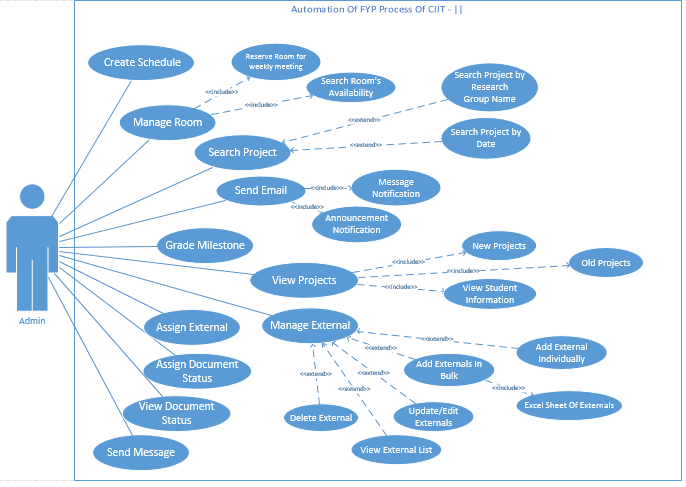 Automation Of FYP Process Of CIIT - ||
Create Schedule
Reserve Room for
weekly meeting
<<include>>
Search Room's
Availability
<<include>>
Manage Room
Search Project by
Research
Group Name
<<extend>>
Search Project by
Date
<<extend>>
Search Project
Send Email
<<include>>
Message
Notification
<<include>>
Announcement
Notification
Grade Milestone
New Projects
<<include>>
Old Projects
<<include>>
View Projects
<<include>>
View Student
Information
Admin
Assign External
Manage External
<<extend>>
Add External
Individually
<<extend>>
Add Externals In
Bulk
Assign Document
Status
<<extend>>
<<extend>>
<<extend>>
<<include>>
Excel Sheet Of Externals
View Document
Status
Delete External
Update/Edit
Externals
Send Message
View External List